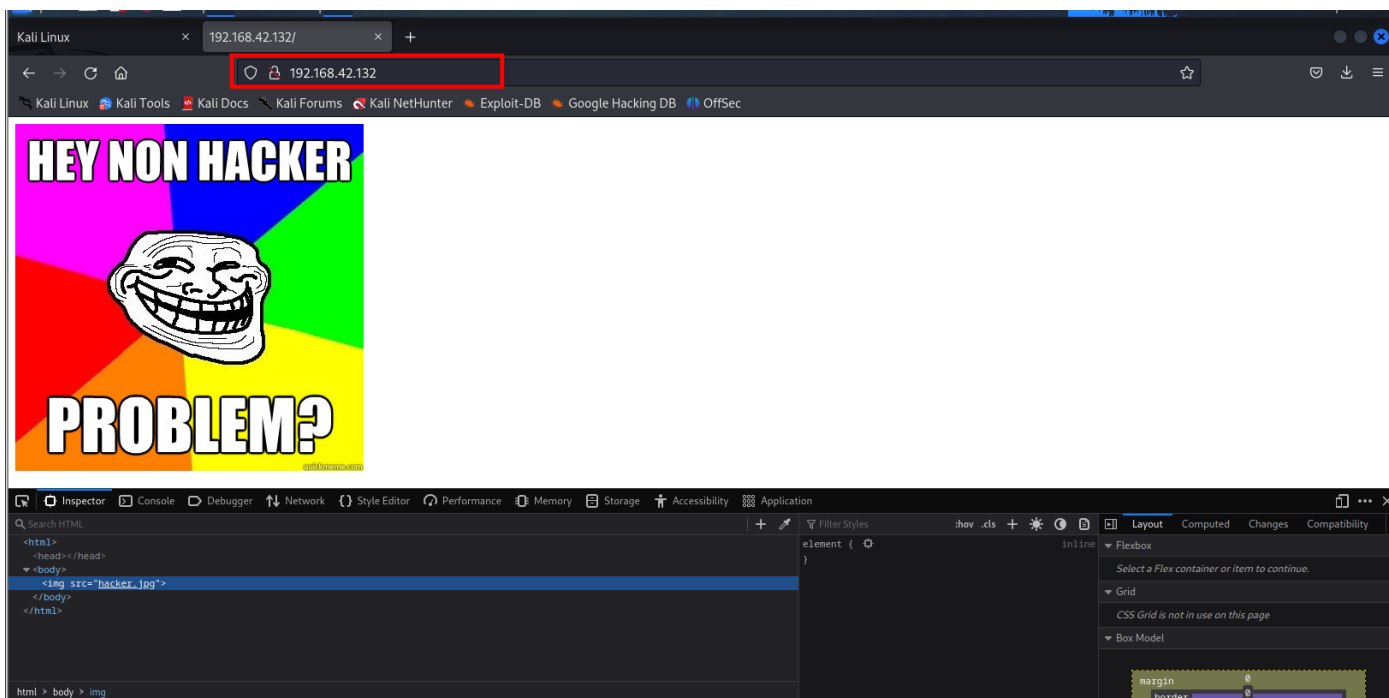 Kali Linux × 192.168.42.132/ × +
192.168.42.132
Kali Linux Kali Tools Kali Docs Kali Forums Kali NetHunter Exploit-DB Google Hacking DB OffSec
HEY NON HACKER
PROBLEM?
quickmeme.com
Inspector Console Debugger Network Style Editor Performance Memory Storage Accessibility Application
Search HTML + Filter Styles :hov .cls + Layout Computed Changes Compatibility
<html>
<head></head>
<body>
<img src="hacker.jpg">
</body>
</html>
html > body > img
element { inline
}
Flexbox
Select a Flex container or item to continue.
Grid
CSS Grid is not in use on this page
Box Model
margin 0
border 0